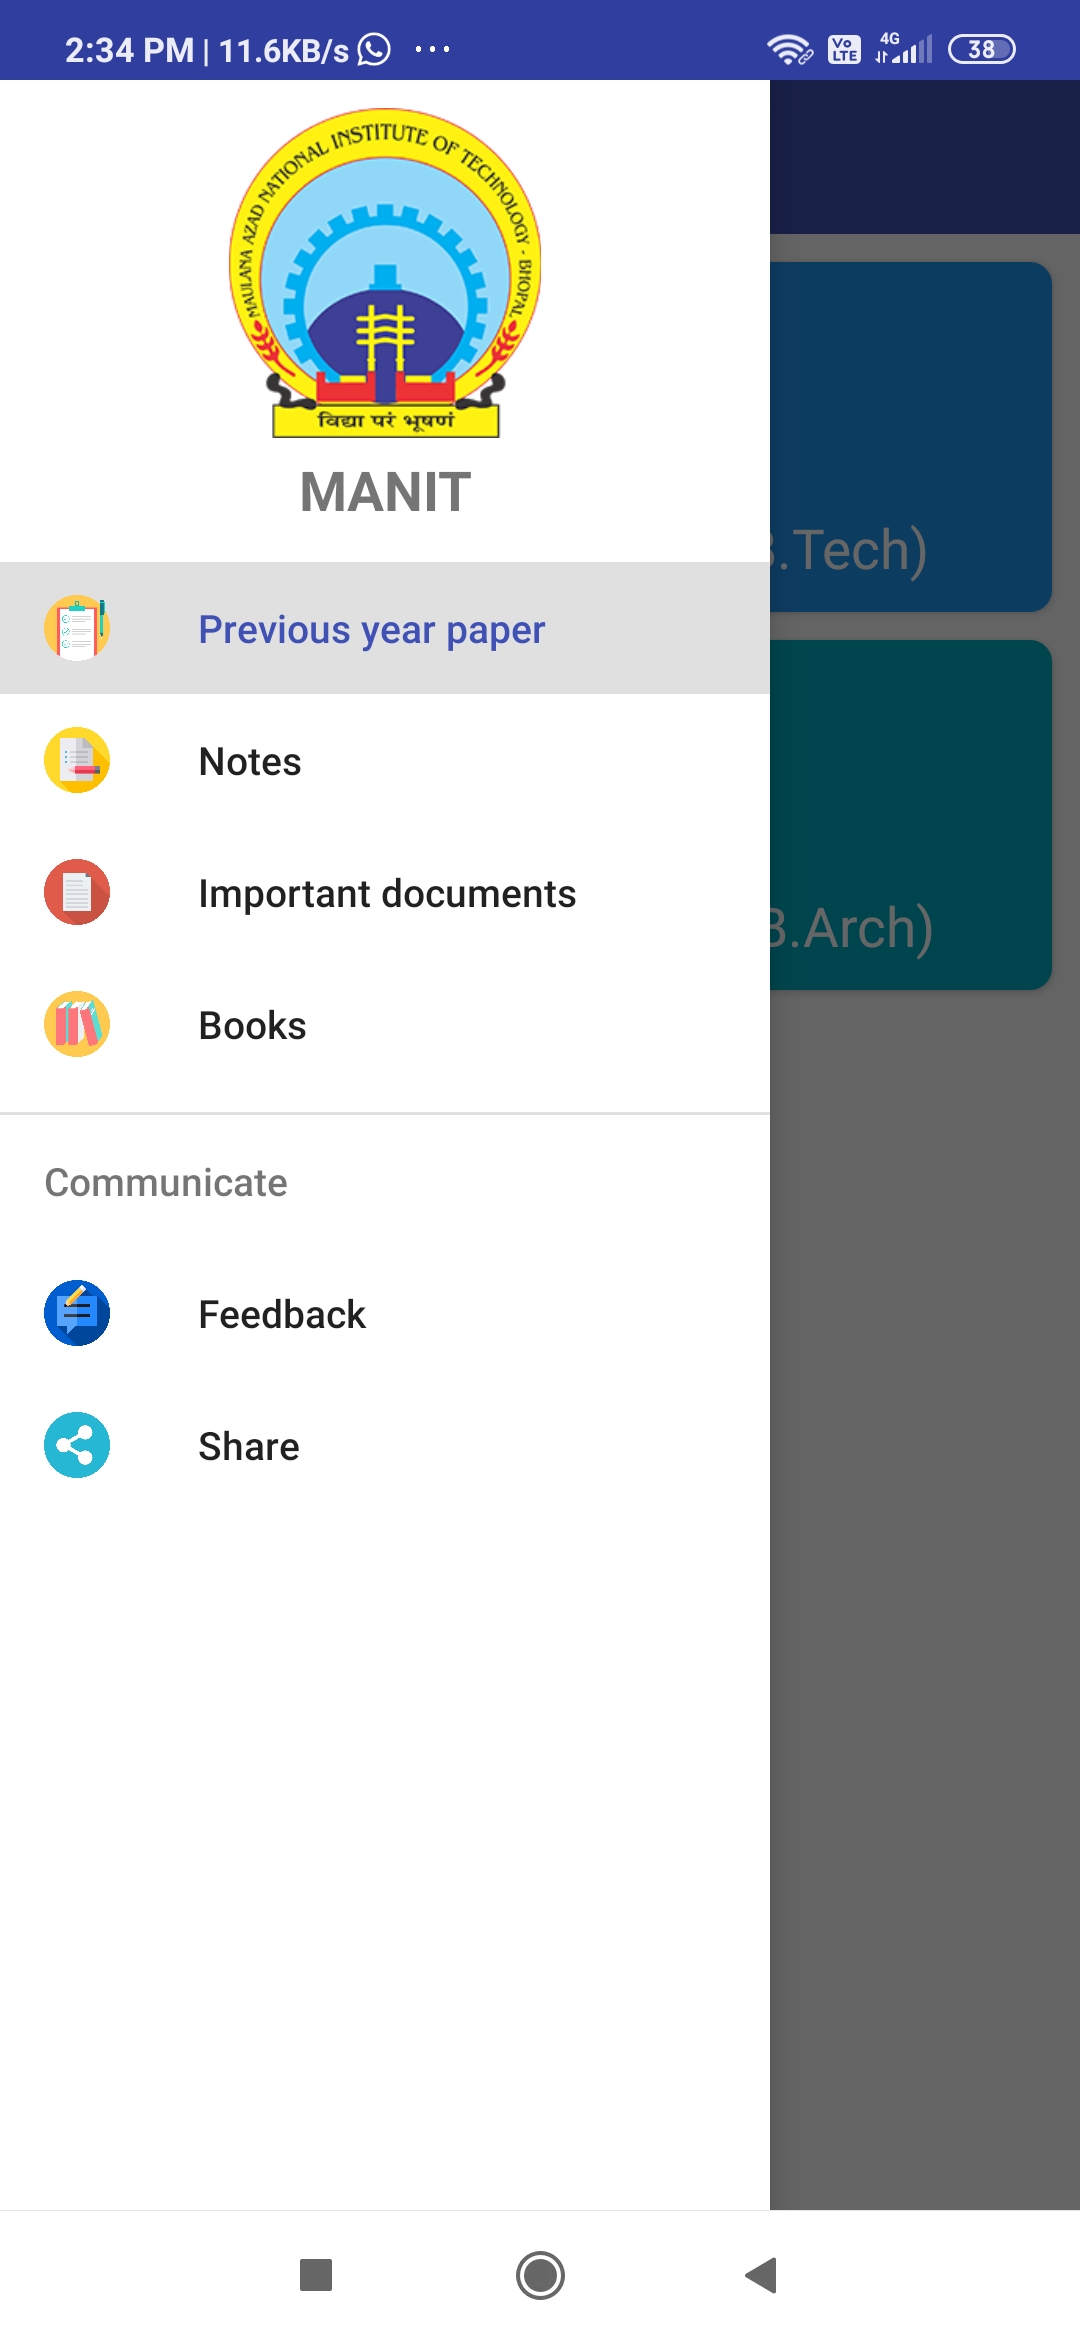 2:34 PM | 11.6KB/s
Vo LTE
4G
38
MAULANA AZAD NATIONAL INSTITUTE OF TECHNOLOGY - BHOPAL
विद्या परं भूषणं
MANIT
Previous year paper
.Tech)
Notes
Important documents
B.Arch)
Books
Communicate
Feedback
Share